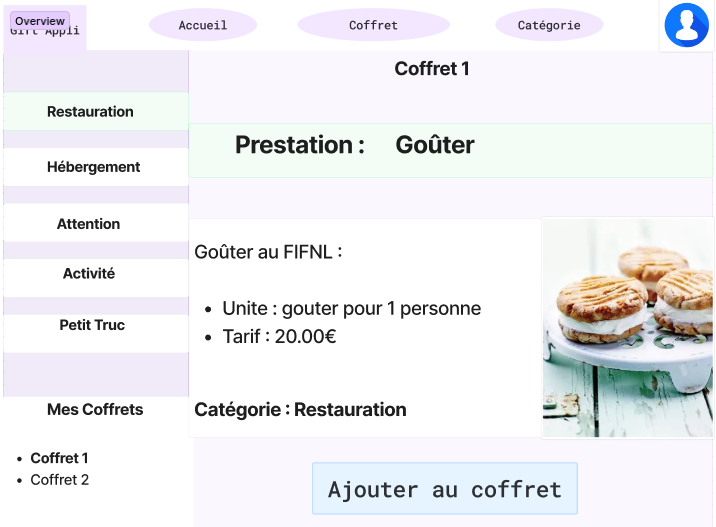 Overview
Gift Appli
Accueil
Coffret
Catégorie
Coffret 1
Restauration
Prestation : Goûter
Hébergement
Attention
Goûter au FIFNL :
Activité
• Unite : gouter pour 1 personne
Petit Truc
• Tarif : 20.00€
Mes Coffrets
Catégorie : Restauration
• Coffret 1
• Coffret 2
Ajouter au coffret